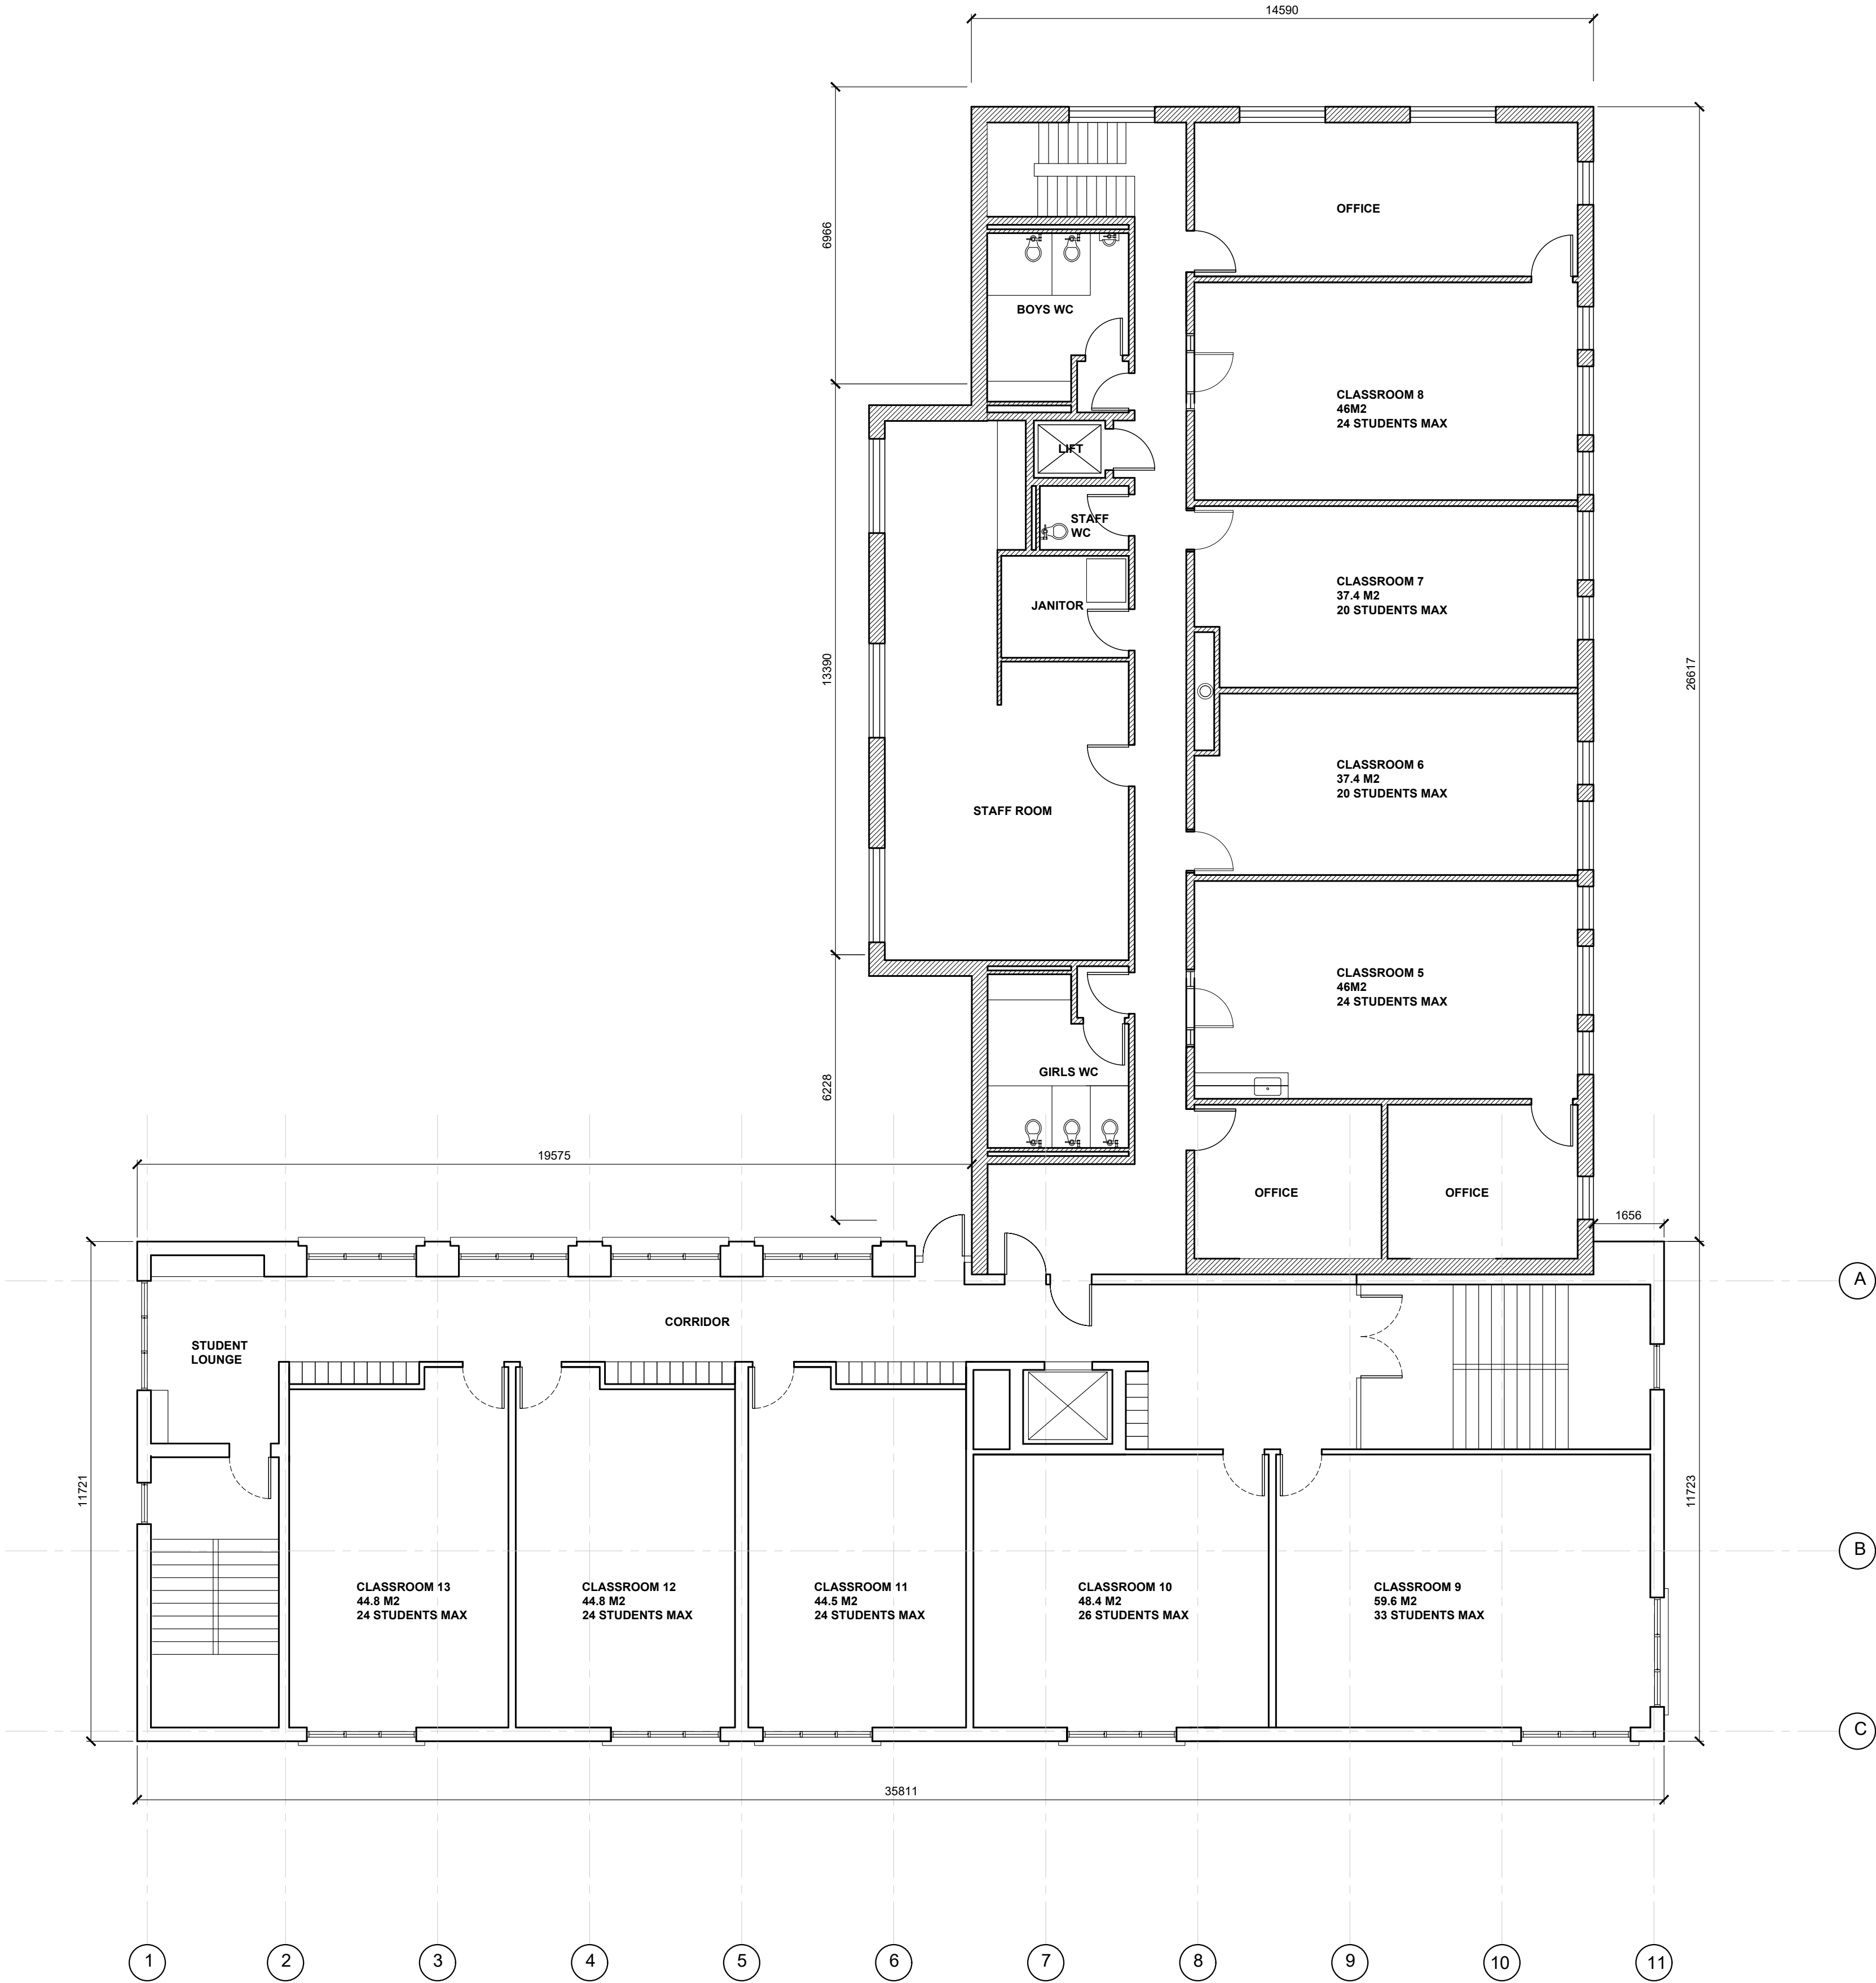 14590
OFFICE
6966
BOYS WC
CLASSROOM 8
46M2
24 STUDENTS MAX
LIFT
STAFF
WC
CLASSROOM 7
37.4 M2
20 STUDENTS MAX
JANITOR
13390
26617
CLASSROOM 6
37.4 M2
20 STUDENTS MAX
STAFF ROOM
CLASSROOM 5
46M2
24 STUDENTS MAX
GIRLS WC
6228
19575
OFFICE
OFFICE
1656
A
CORRIDOR
STUDENT
LOUNGE
11721
11723
B
CLASSROOM 13
44.8 M2
24 STUDENTS MAX
CLASSROOM 12
44.8 M2
24 STUDENTS MAX
CLASSROOM 11
44.5 M2
24 STUDENTS MAX
CLASSROOM 10
48.4 M2
26 STUDENTS MAX
CLASSROOM 9
59.6 M2
33 STUDENTS MAX
C
35811
1
2
3
4
5
6
7
8
9
10
11